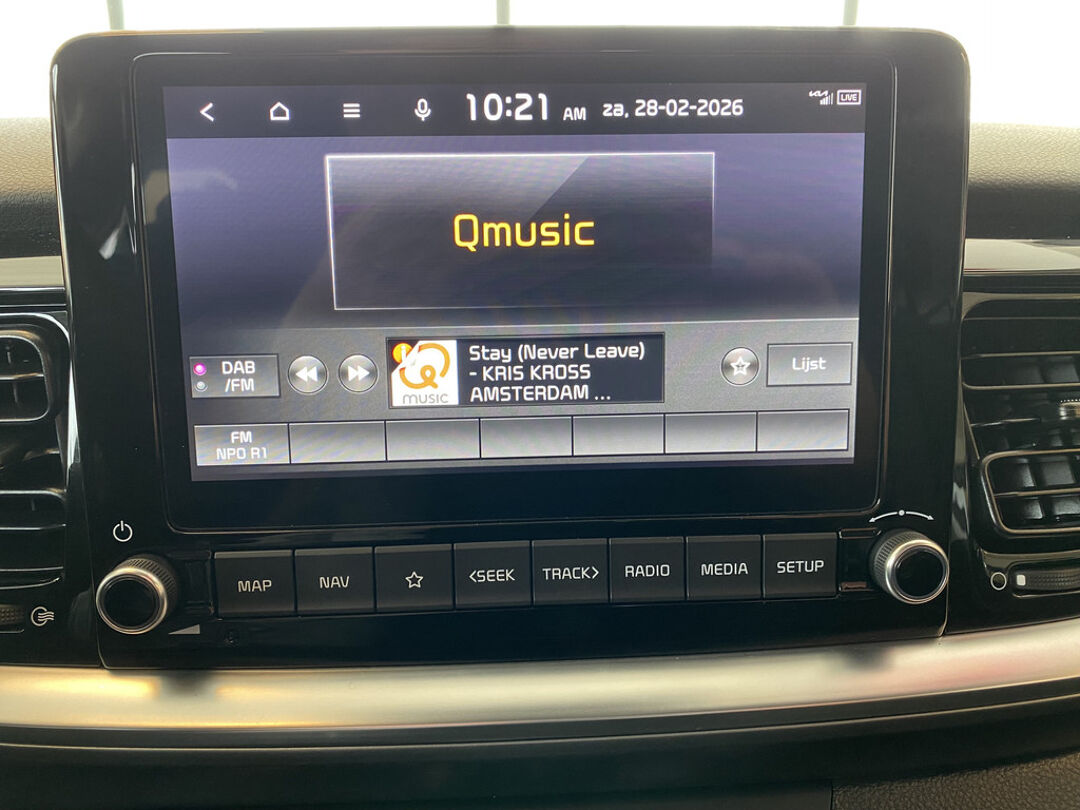 10:21 AM za, 28-02-2026
KIA LIVE
Qmusic
DAB
/FM
MUSIC
Stay (Never Leave)
- KRIS KROSS
AMSTERDAM ...
Lijst
FM
NPO R1
MAP NAV <SEEK TRACK> RADIO MEDIA SETUP